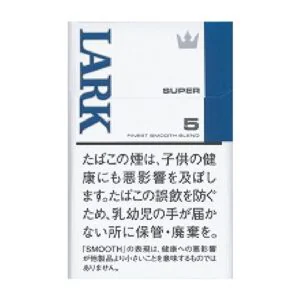 LARK
SUPER
5
FINEST SMOOTH BLEND
たばこの煙は、子供の健
康にも悪影響を及ぼし
ます。たばこの誤飲を防ぐ
ため、乳幼児の手が届か
ない所に保管・廃棄を。
「SMOOTH」の表現は、健康への悪影響
が他製品より小さいことを意味するものでは
ありません。